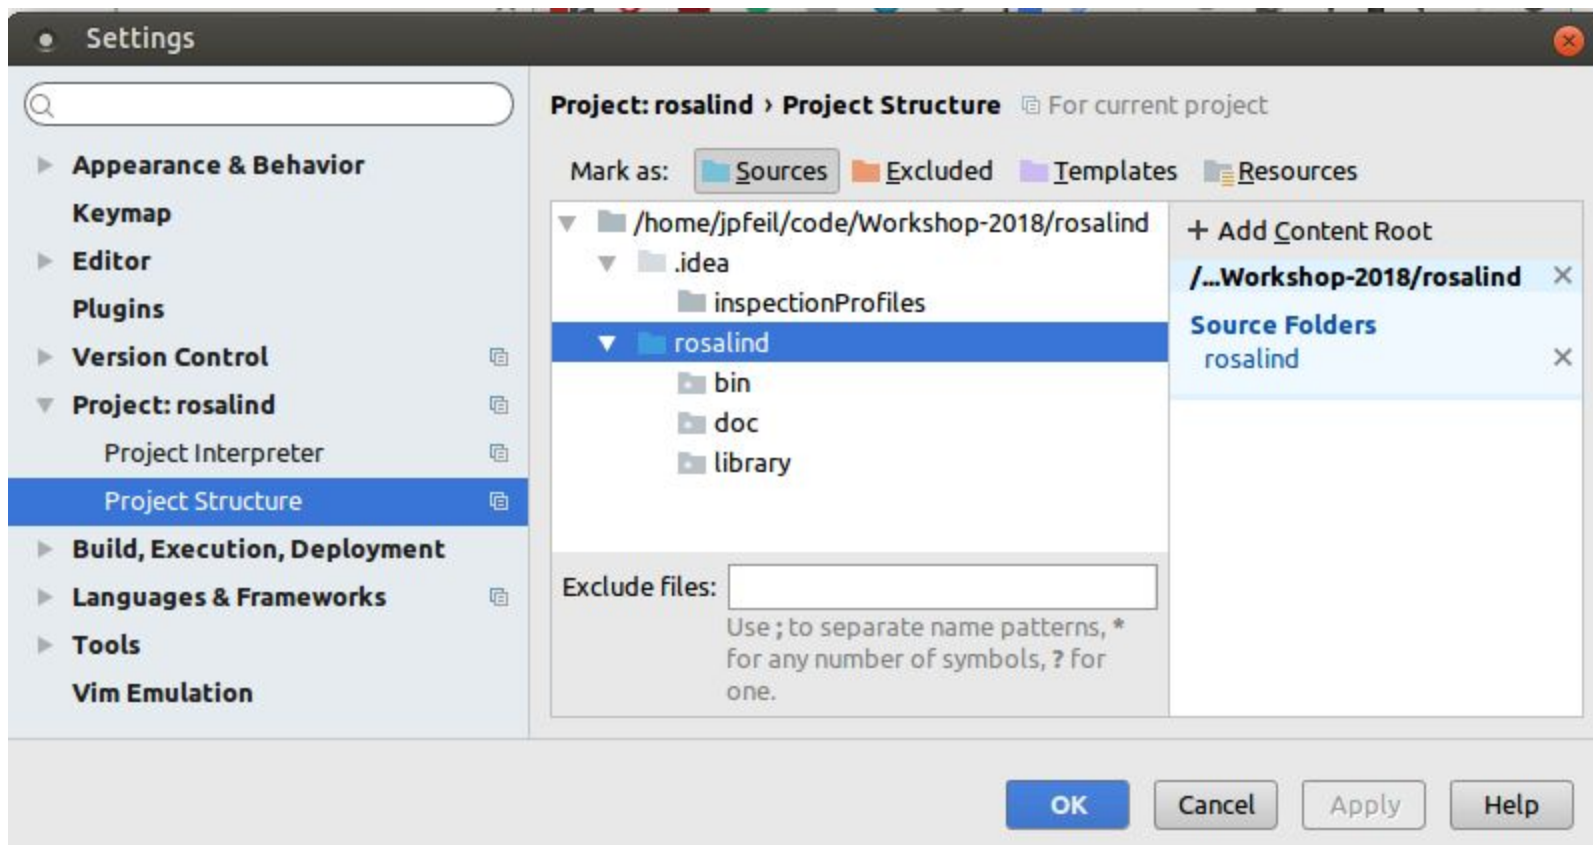 Settings
Appearance & Behavior
Keymap
Editor
Plugins
Version Control
Project: rosalind
Project Interpreter
Project Structure
Build, Execution, Deployment
Languages & Frameworks
Tools
Vim Emulation
Project: rosalind › Project Structure For current project
Mark as: Sources Excluded Templates Resources
/home/jpfeil/code/Workshop-2018/rosalind
.idea
inspectionProfiles
rosalind
bin
doc
library
Exclude files:
Use ; to separate name patterns, *
for any number of symbols, ? for
one.
+ Add Content Root
/...Workshop-2018/rosalind
Source Folders
rosalind
OK Cancel Apply Help